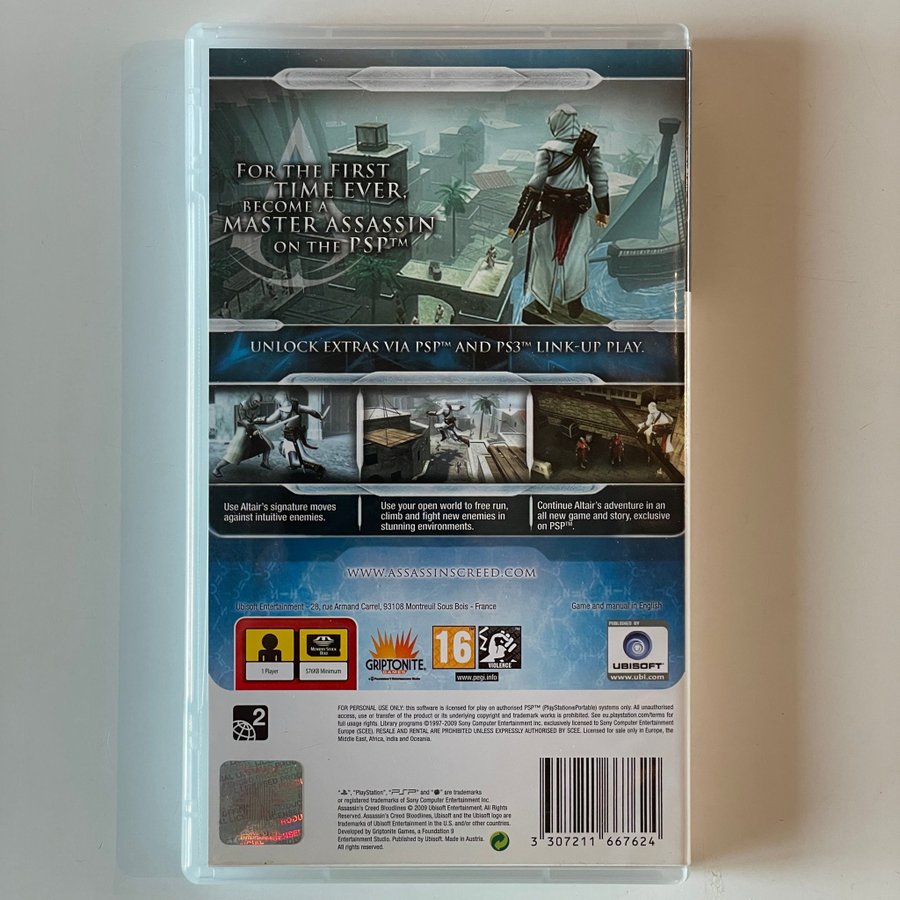 FOR THE FIRST
TIME EVER,
BECOME A
MASTER ASSASSIN
ON THE PSP™
UNLOCK EXTRAS VIA PSP™ AND PS3™ LINK-UP PLAY.
Use Altaïr's signature moves
against intuitive enemies.
Use your open world to free run,
climb and fight new enemies in
stunning environments.
Continue Altaïr's adventure in an
all new game and story, exclusive
on PSP™.
WWW.ASSASSINSCREED.COM
Ubisoft Entertainment - 28, rue Armand Carrel, 93108 Montreuil Sous Bois - France
Game and manual in English
1 Player
MEMORY STICK
DUO
576KB Minimum
GRIPTONITE
GAMES
16
VIOLENCE
www.pegi.info
PUBLISHED BY
UBISOFT
www.ubi.com
2
FOR PERSONAL USE ONLY: this software is licensed for play on authorised PSP™ (PlayStation®Portable) systems only. All unauthorised
access, use or transfer of the product or its underlying copyright and trademark works is prohibited. See eu.playstation.com/terms for
full usage rights. Library programs ©1997-2009 Sony Computer Entertainment Inc. exclusively licensed to Sony Computer Entertainment
Europe (SCEE). RESALE AND RENTAL ARE PROHIBITED UNLESS EXPRESSLY AUTHORISED BY SCEE. Licensed for sale only in Europe, the
Middle East, Africa, India and Oceania.
", "PlayStation", "PSP" and " " are trademarks
or registered trademarks of Sony Computer Entertainment Inc.
Assassin's Creed Bloodlines © 2009 Ubisoft Entertainment. All Rights
Reserved. Assassin's Creed Bloodlines, Ubisoft and the Ubisoft logo are
trademarks of Ubisoft Entertainment in the U.S. and/or other countries.
Developed by Griptonite Games, a Foundation 9
Entertainment Studio. Published by Ubisoft. Made in Austria.
All rights reserved.
3 307211 667624